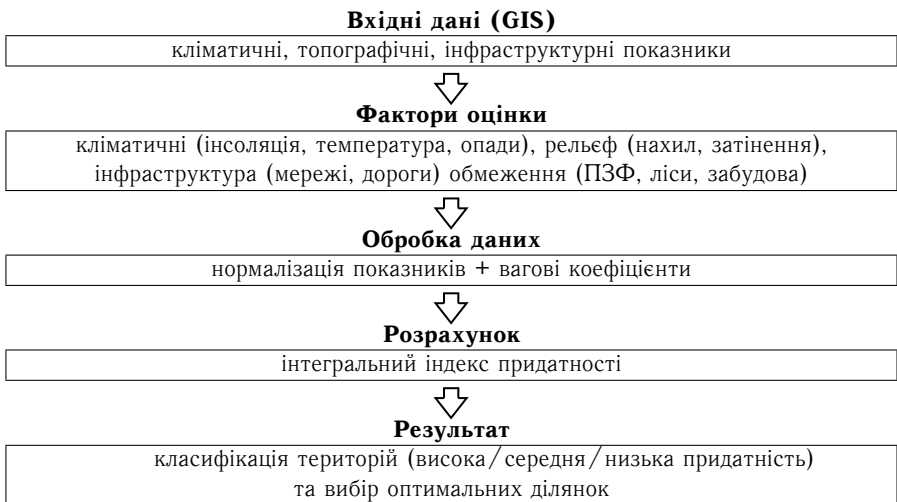 Вхідні дані (GIS)
кліматичні, топографічні, інфраструктурні показники
Фактори оцінки
кліматичні (інсоляція, температура, опади), рельєф (нахил, затінення),
інфраструктура (мережі, дороги) обмеження (ПЗФ, ліси, забудова)
Обробка даних
нормалізація показників + вагові коефіцієнти
Розрахунок
інтегральний індекс придатності
Результат
класифікація територій (висока/середня/низька придатність)
та вибір оптимальних ділянок